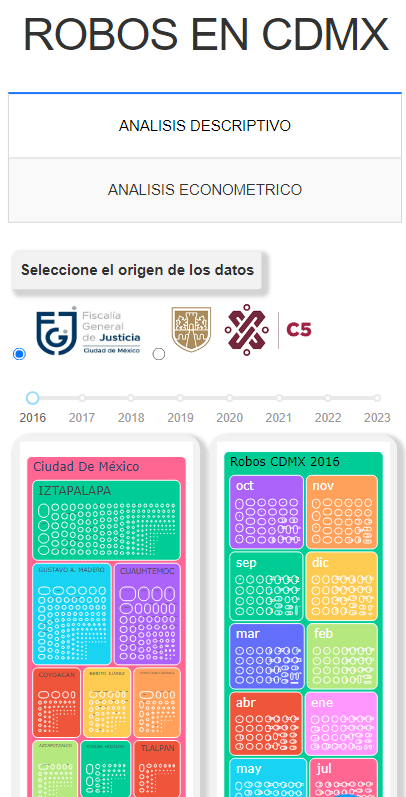 ROBOS EN CDMX
ANALISIS DESCRIPTIVO
ANALISIS ECONOMETRICO
Seleccione el origen de los datos
FGJ
Fiscalía
General
de Justicia
Ciudad de México
C5
2016 2017 2018 2019 2020 2021 2022 2023
Ciudad De México
IZTAPALAPA
GUSTAVO A. MADERO
CUAUHTEMOC
COYOACAN
BENITO JUAREZ
AZCAPOTZALCO
MIGUEL HIDALGO
TLALPAN
Robos CDMX 2016
oct
nov
sep
dic
mar
feb
abr
ene
may
jul